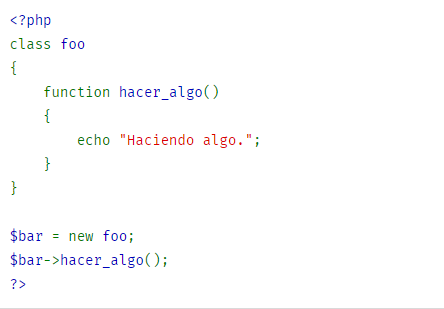 <?php
class foo
{
    function hacer_algo()
    {
        echo "Haciendo algo.";
    }
}

$bar = new foo;
$bar->hacer_algo();
?>